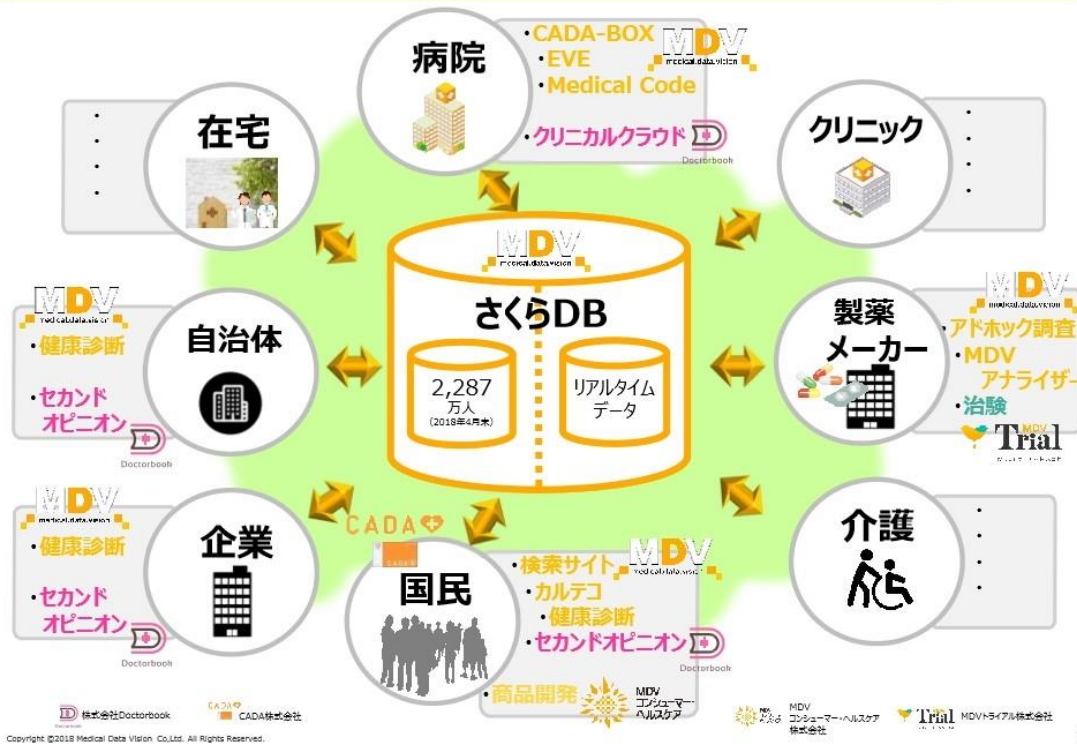 病院
・CADA-BOX
・EVE
・Medical Code
MDV
medical.data.vision
・クリニカルクラウド
Doctorbook
在宅
・
・
・
・
クリニック
・
・
・
・
MDV
medical.data.vision
さくらDB
2,287
万人
(2018年4月末)
リアルタイム
データ
MDV
medical.data.vision
・健康診断
・セカンド
オピニオン
Doctorbook
自治体
製薬
メーカー
MDV
medical.data.vision
・アドホック調査
・MDV
アナライザー
・治験
MDV
Trial
MDV
medical.data.vision
・健康診断
・セカンド
オピニオン
Doctorbook
企業
CADA
国民
・検索サイト
・カルテコ
・健康診断
・セカンドオピニオン
MDV
medical.data.vision
Doctorbook
・商品開発
MDV
コンシューマー・
ヘルスケア
介護
・
・
・
・
Doctorbook
株式会社Doctorbook
CADA
CADA株式会社
MDV
コンシューマー・ヘルスケア
株式会社
Trial
MDVトライアル株式会社
Copyright ©2018 Medical Data Vision Co,Ltd. All Rights Reserved.